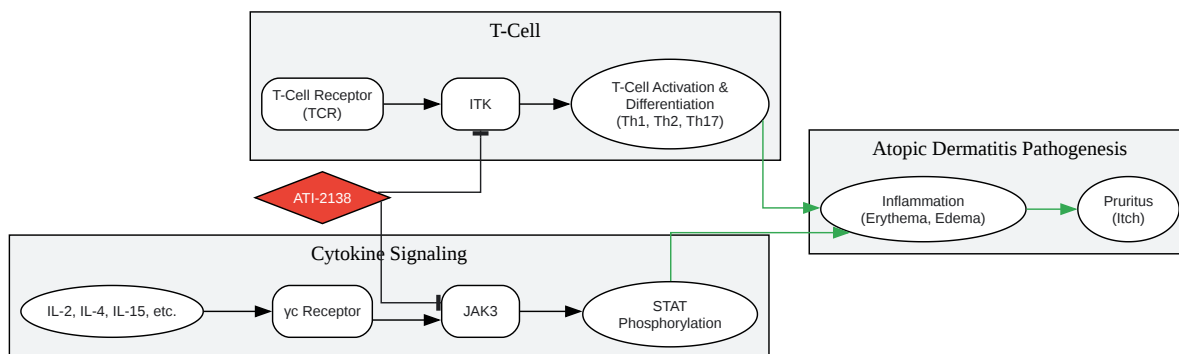 T-Cell
T-Cell Receptor
(TCR)
ITK
T-Cell Activation &
Differentiation
(Th1, Th2, Th17)
Atopic Dermatitis Pathogenesis
ATI-2138
Inflammation
(Erythema, Edema)
Pruritus
(Itch)
Cytokine Signaling
IL-2, IL-4, IL-15, etc.
γc Receptor
JAK3
STAT
Phosphorylation